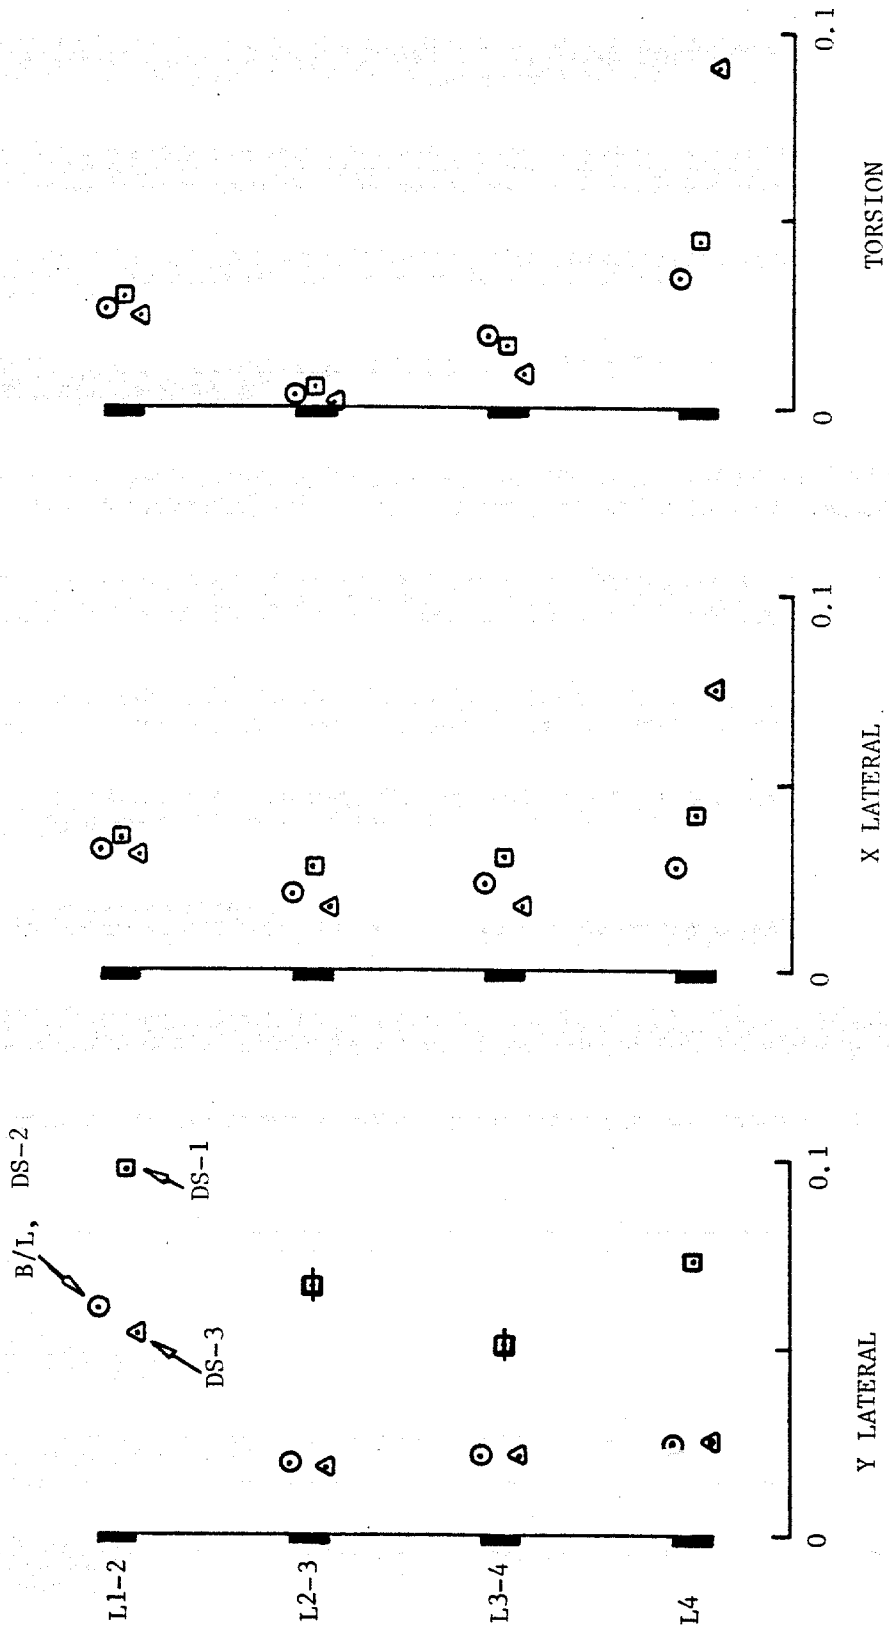 B/L, DS-2
DS-1
DS-3
L1-2
L2-3
L3-4
L4
0 0.1
Y LATERAL
0 0.1
X LATERAL
0 0.1
TORSION